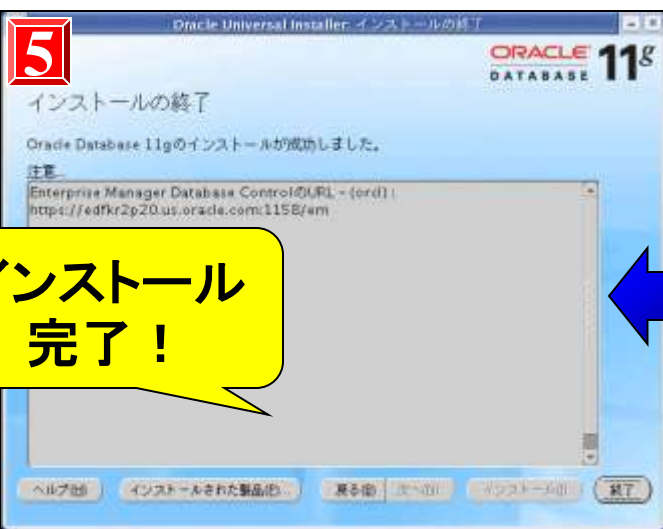 Oracle Universal Installer: インストールの終了
5
ORACLE 11g
DATABASE
インストールの終了
Oracle Database 11gのインストールが成功しました。
注意:
Enterprise Manager Database ControlのURL - (ord) :
https://edfkr2p20.us.oracle.com:1158/em
インストール
完了！
ヘルプ(H) インストールされた製品(P)... 戻る(B) 次へ(N) インストール(I) 終了